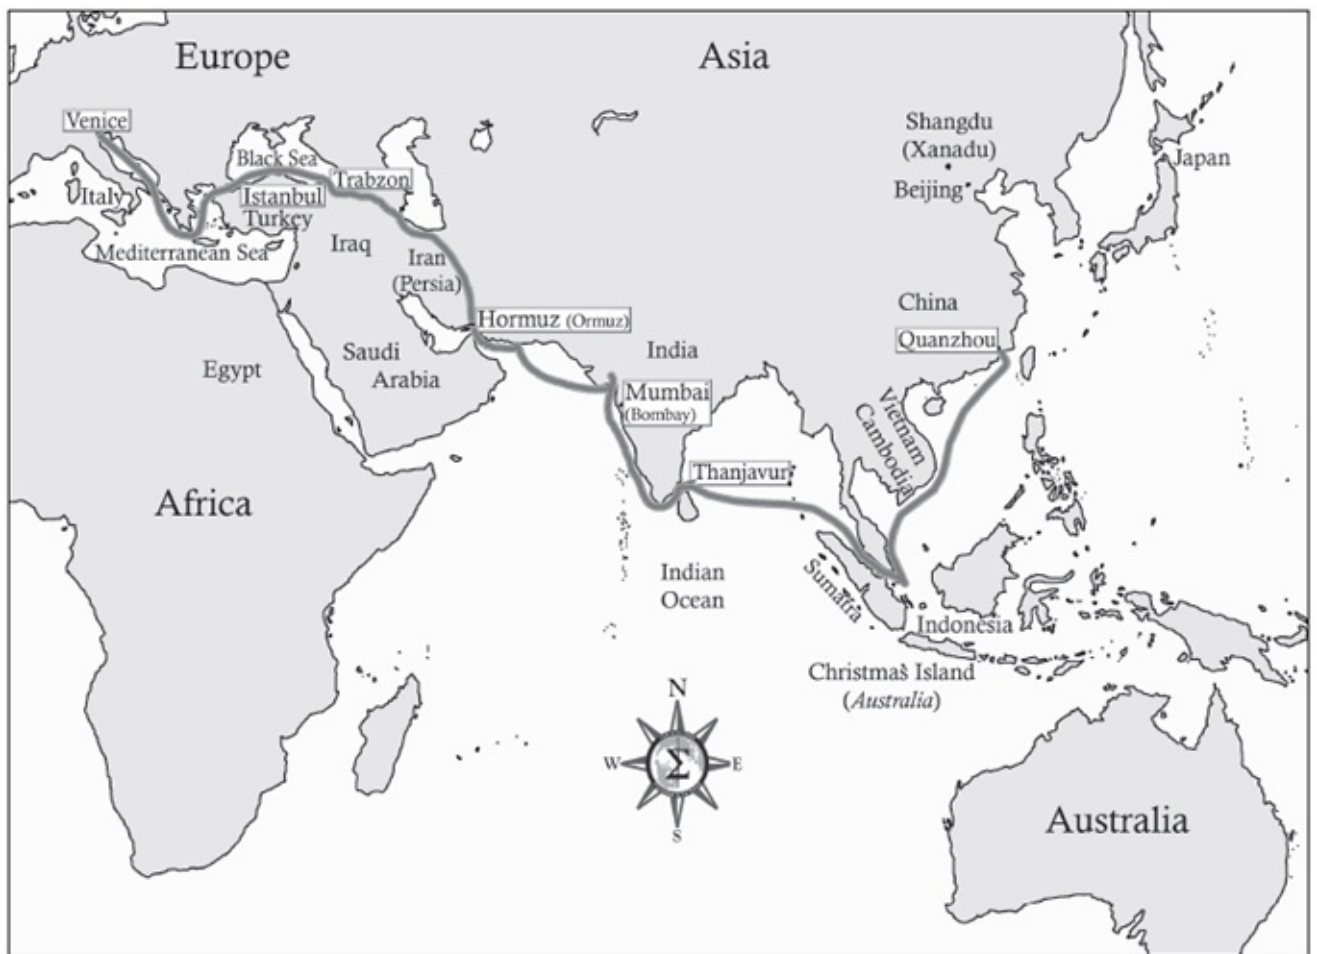 Europe
Asia
Venice
Shangdu
(Xanadu)
Black Sea
Japan
Trabzon
Beijing
Italy
Istanbul
Turkey
Iraq
Mediterranean Sea
Iran
(Persia)
China
Hormuz (Ormuz)
Quanzhou
Saudi
Arabia
India
Egypt
Mumbai
(Bombay)
Vietnam
Cambodia
Thanjavur
Africa
Indian
Ocean
Sumatra
Indonesia
Christmas Island
(Australia)
N
Σ
W
E
S
Australia